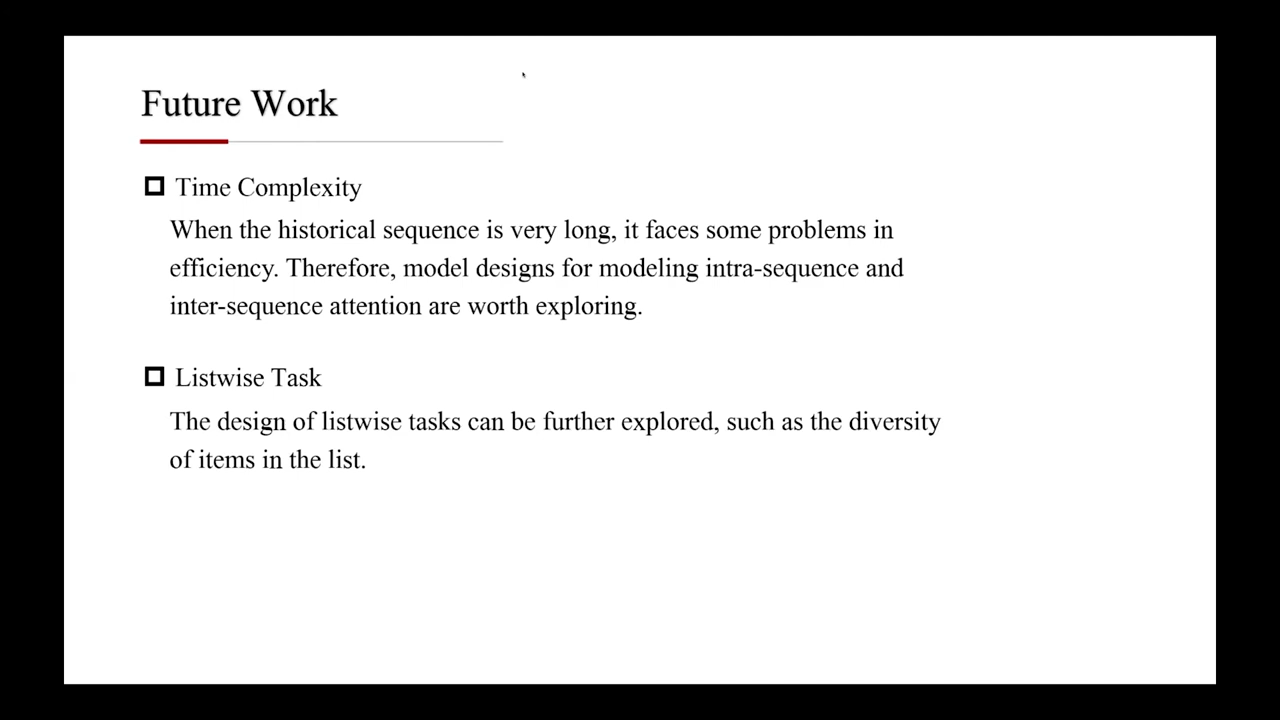 Future Work
Time Complexity
When the historical sequence is very long, it faces some problems in
efficiency. Therefore, model designs for modeling intra-sequence and
inter-sequence attention are worth exploring.
Listwise Task
The design of listwise tasks can be further explored, such as the diversity
of items in the list.